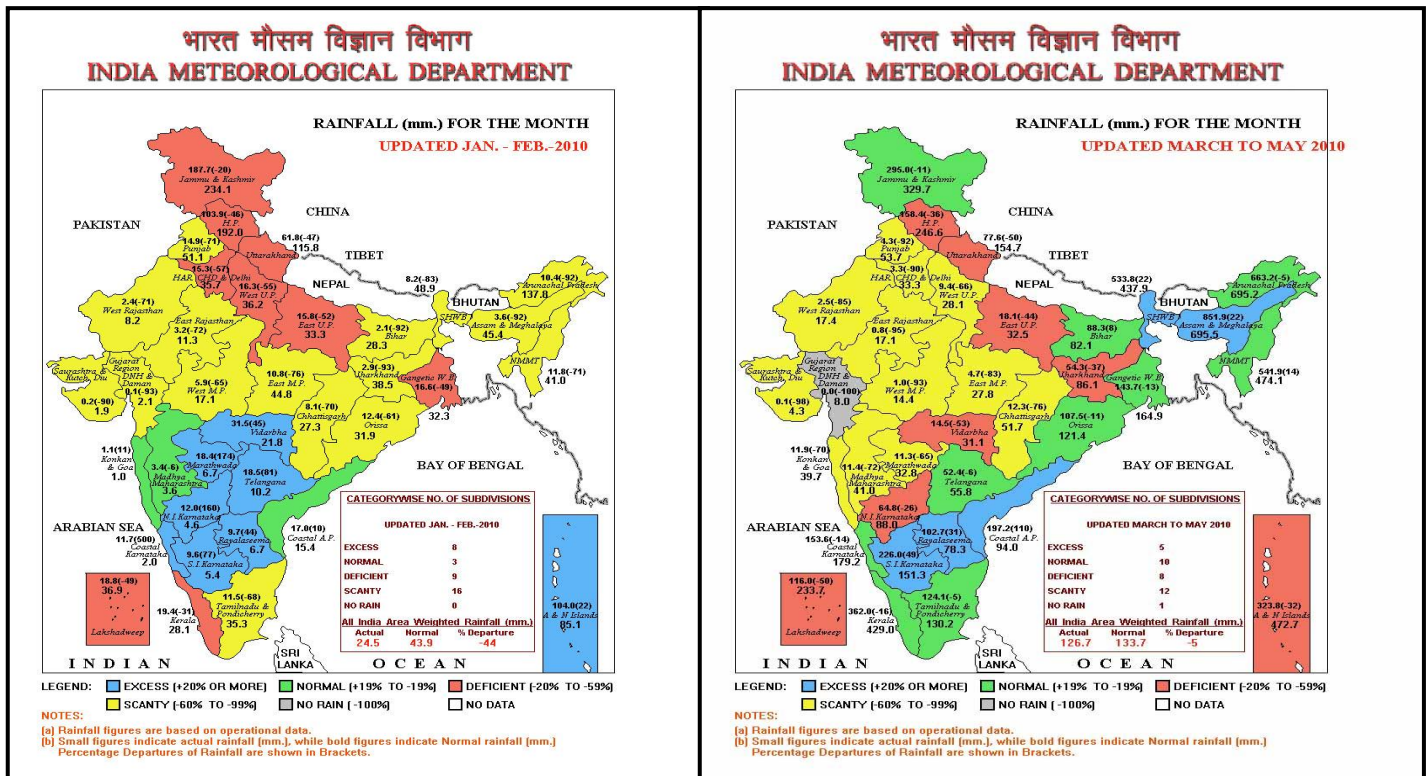 भारत मौसम विज्ञान विभाग
INDIA METEOROLOGICAL DEPARTMENT
RAINFALL (mm.) FOR THE MONTH
UPDATED JAN. - FEB.-2010
187.7(-20)
Jammu & Kashmir
234.1
PAKISTAN
CHINA
103.9(-46)
H.P.
192.0
61.8(-47)
115.8
Uttarakhand
TIBET
14.9(-71)
Punjab
51.1
15.3(-57)
HAR. CHD & Delhi
35.7
NEPAL
16.3(-55)
West U.P.
36.2
8.2(-83)
48.9
BHUTAN
10.4(-92)
Arunachal Pradesh
137.8
2.4(-71)
West Rajasthan
8.2
East Rajasthan
3.2(-72)
11.3
15.8(-52)
East U.P.
33.3
2.1(-92)
Bihar
28.3
3.6(-92)
Assam & Meghalaya
45.4
NMMT
11.8(-71)
41.0
Saurashtra &
Kutch, Diu
0.2(-90)
1.9
Gujarat
Region
DNH &
Daman
0.1(-93)
2.1
5.9(-65)
West M.P.
17.1
10.8(-76)
East M.P.
44.8
2.9(-93)
Jharkhand
38.5
Gangetic W.B.
16.6(-49)
32.3
8.1(-70)
Chhattisgarh
27.3
12.4(-61)
Orissa
31.9
31.5(45)
Vidarbha
21.8
1.1(11)
Konkan
& Goa
1.0
3.4(-6)
Madhya
Maharashtra
3.6
18.4(174)
Marathwada
6.7
18.5(81)
Telangana
10.2
BAY OF BENGAL
ARABIAN SEA
12.0(160)
N.I.Karnataka
4.6
11.7(500)
Coastal
Karnataka
2.0
9.7(44)
Rayalaseema
6.7
17.0(10)
Coastal A.P.
15.4
9.6(77)
S.I.Karnataka
5.4
18.8(-49)
36.9
Lakshadweep
19.4(-31)
Kerala
28.1
11.5(-68)
Tamilnadu &
Pondicherry
35.3
104.0(22)
A & N Islands
85.1
CATEGORYWISE NO. OF SUBDIVISIONS
UPDATED JAN. - FEB.-2010
EXCESS 8
NORMAL 3
DEFICIENT 9
SCANTY 16
NO RAIN 0
All India Area Weighted Rainfall (mm.)
Actual Normal % Departure
24.5 43.9 -44
SRI
LANKA
INDIAN OCEAN
LEGEND: EXCESS (+20% OR MORE) NORMAL (+19% TO -19%) DEFICIENT (-20% TO -59%)
SCANTY (-60% TO -99%) NO RAIN (-100%) NO DATA
NOTES:
(a) Rainfall figures are based on operational data.
(b) Small figures indicate actual rainfall (mm.), while bold figures indicate Normal rainfall (mm.)
Percentage Departures of Rainfall are shown in Brackets.
भारत मौसम विज्ञान विभाग
INDIA METEOROLOGICAL DEPARTMENT
RAINFALL (mm.) FOR THE MONTH
UPDATED MARCH TO MAY 2010
295.0(-11)
Jammu & Kashmir
329.7
PAKISTAN
CHINA
158.4(-36)
H.P.
246.6
77.6(-50)
154.7
Uttarakhand
TIBET
4.3(-92)
Punjab
53.7
3.3(-90)
HAR. CHD & Delhi
33.3
NEPAL
9.4(-66)
West U.P.
28.1
533.8(22)
437.9
SHWB
BHUTAN
663.2(-5)
Arunachal Pradesh
695.2
2.5(-85)
West Rajasthan
17.4
East Rajasthan
0.8(-95)
17.1
18.1(-44)
East U.P.
32.5
88.3(8)
Bihar
82.1
851.9(22)
Assam & Meghalaya
695.5
NMMT
541.9(14)
474.1
Saurashtra &
Kutch, Diu
0.1(-98)
4.3
Gujarat
Region
DNH &
Daman
0.0(-100)
8.0
1.0(-93)
West M.P.
14.4
4.7(-83)
East M.P.
27.8
54.3(-37)
Jharkhand
86.1
Gangetic W.B.
143.7(-13)
164.9
12.3(-76)
Chhattisgarh
51.7
107.5(-11)
Orissa
121.4
14.5(-53)
Vidarbha
31.1
11.9(-70)
Konkan
& Goa
39.7
11.4(-72)
Madhya
Maharashtra
41.0
11.3(-65)
Marathwada
32.8
52.4(-6)
Telangana
55.8
BAY OF BENGAL
ARABIAN SEA
64.8(-26)
N.I.Karnataka
88.0
153.6(-14)
Coastal
Karnataka
179.2
102.7(31)
Rayalaseema
78.3
197.2(110)
Coastal A.P.
94.0
226.0(49)
S.I.Karnataka
151.3
116.0(-50)
233.7
Lakshadweep
362.0(-16)
Kerala
429.0
124.1(-5)
Tamilnadu &
Pondicherry
130.2
323.8(-32)
A & N Islands
472.7
CATEGORYWISE NO. OF SUBDIVISIONS
UPDATED MARCH TO MAY 2010
EXCESS 5
NORMAL 10
DEFICIENT 8
SCANTY 12
NO RAIN 1
All India Area Weighted Rainfall (mm.)
Actual Normal % Departure
126.7 133.7 -5
SRI
LANKA
INDIAN OCEAN
LEGEND: EXCESS (+20% OR MORE) NORMAL (+19% TO -19%) DEFICIENT (-20% TO -59%)
SCANTY (-60% TO -99%) NO RAIN (-100%) NO DATA
NOTES:
(a) Rainfall figures are based on operational data.
(b) Small figures indicate actual rainfall (mm.), while bold figures indicate Normal rainfall (mm.)
Percentage Departures of Rainfall are shown in Brackets.